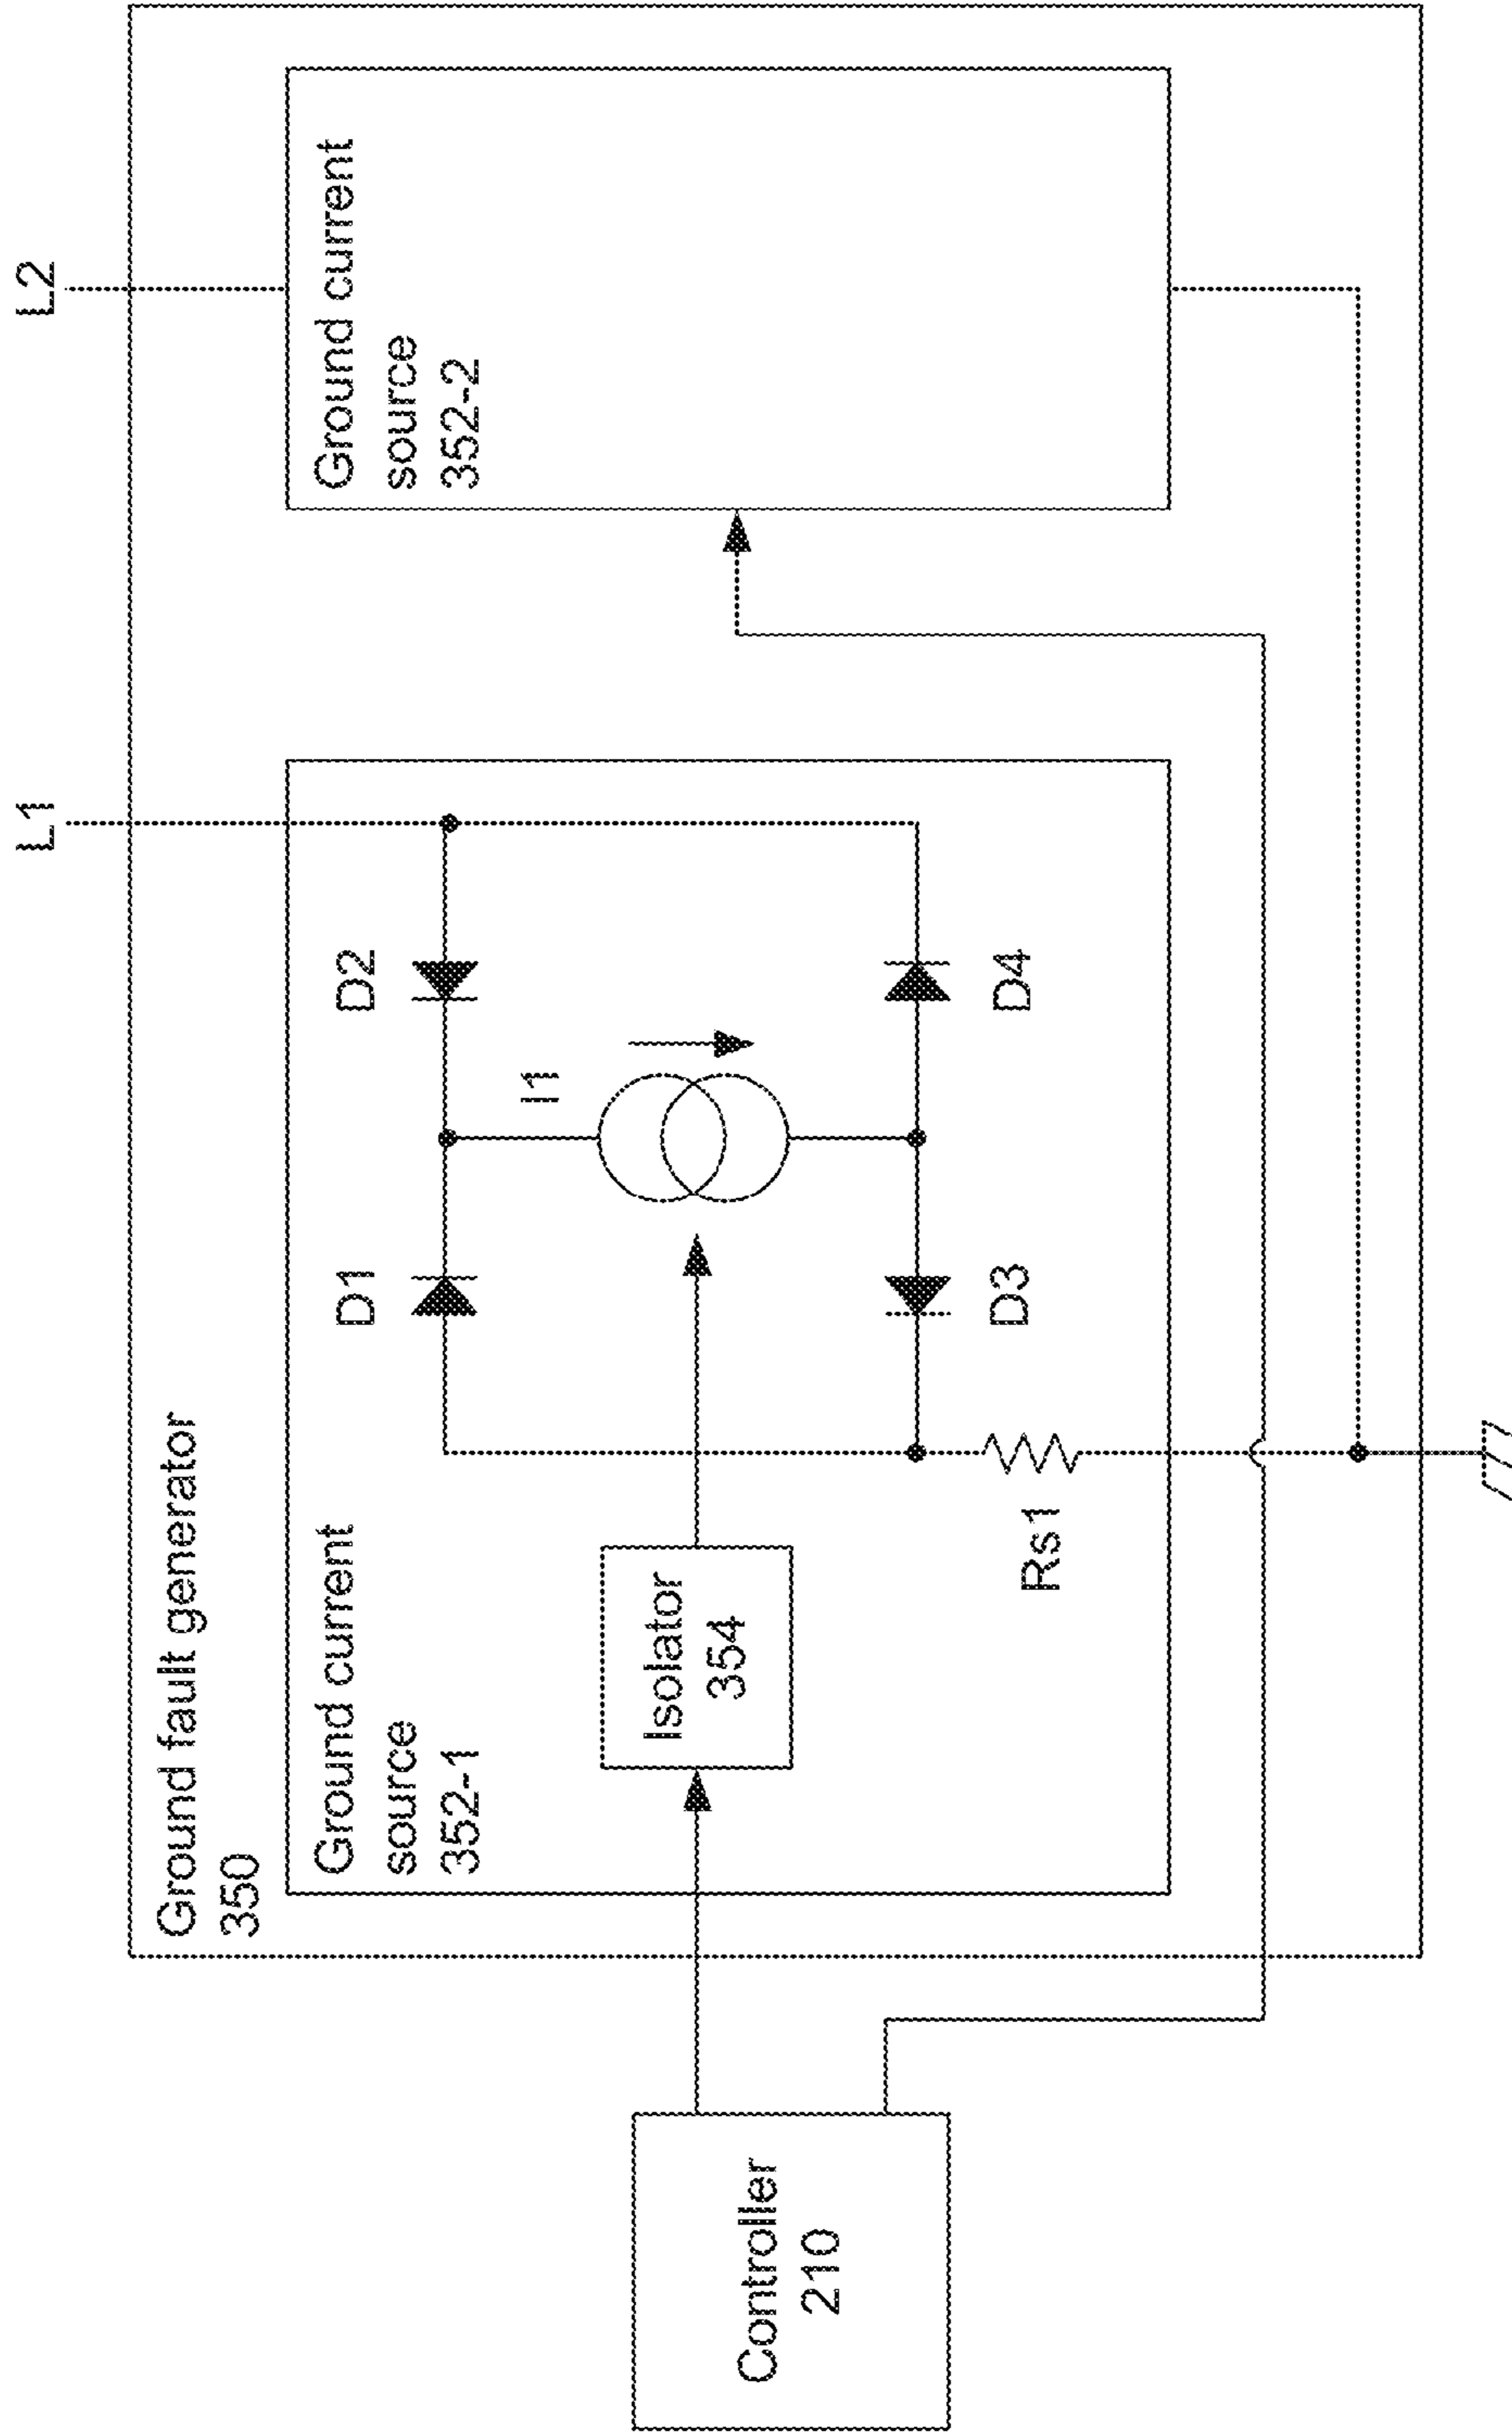 L1
L2
Ground fault generator
350
Ground current
source
352-1
D1
D2
I1
Isolator
354
D3
D4
Rs1
Ground current
source
352-2
Controller
210